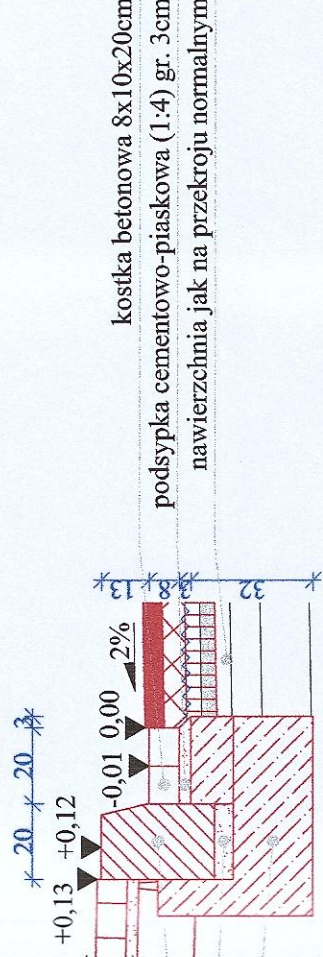 kostka betonowa 8x10x20cm
podsypka cementowo-piaskowa (1:4) gr. 3cm
nawierzchnia jak na przekroju normalnym
20 20 3
+0,13 +0,12 -0,01 0,00 2%
13 8 3 32